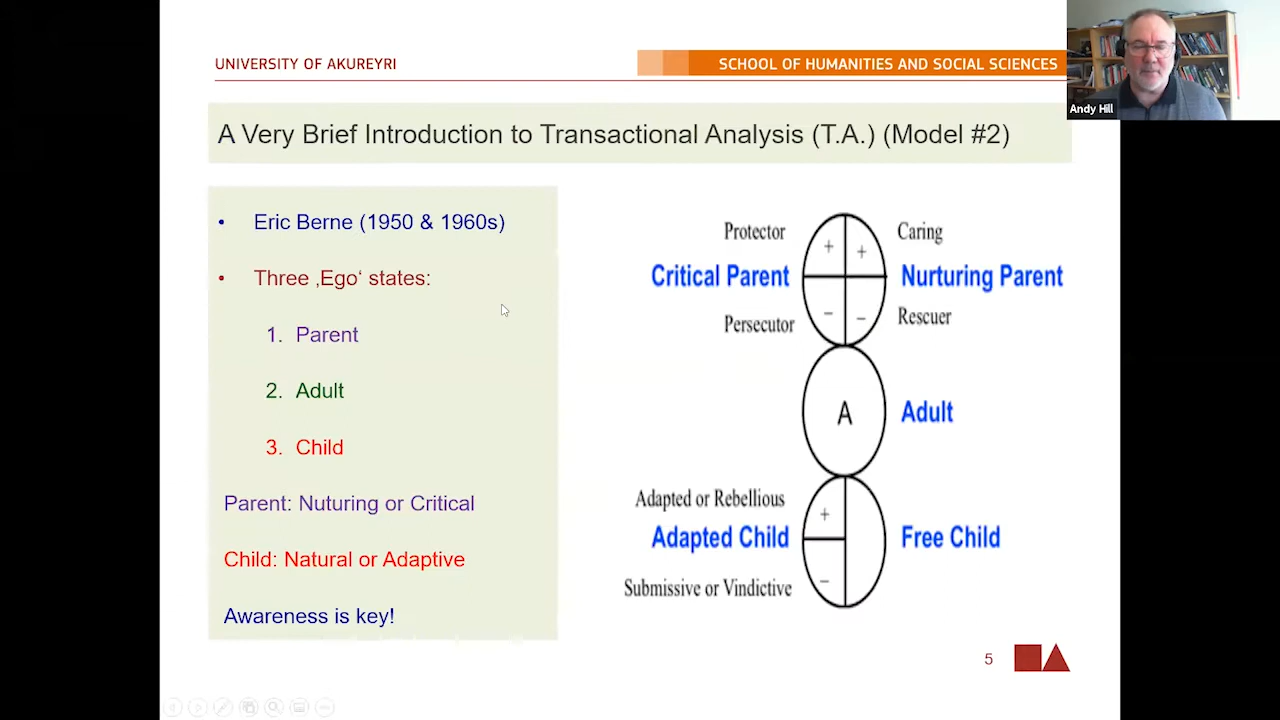 UNIVERSITY OF AKUREYRI
SCHOOL OF HUMANITIES AND SOCIAL SCIENCES
Andy Hill
A Very Brief Introduction to Transactional Analysis (T.A.) (Model #2)
• Eric Berne (1950 & 1960s)
• Three ‚Ego‘ states:
1. Parent
2. Adult
3. Child
Parent: Nuturing or Critical
Child: Natural or Adaptive
Awareness is key!
Protector + + Caring
Critical Parent Nurturing Parent
Persecutor − − Rescuer
A Adult
Adapted or Rebellious +
Adapted Child Free Child
Submissive or Vindictive −
5